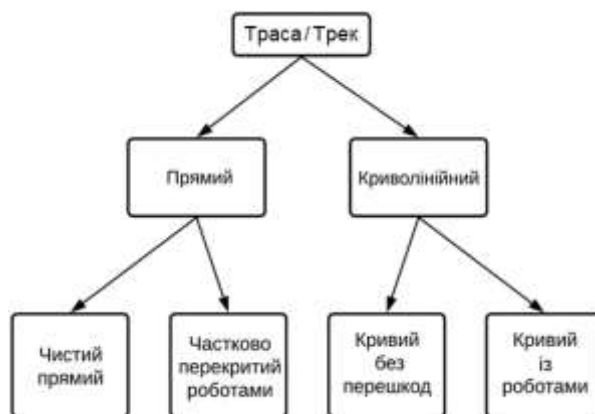 Траса / Трек
Прямий
Криволінійний
Чистий
прямий
Частково
перекритий
роботами
Кривий
без
перешкод
Кривий
із
роботами